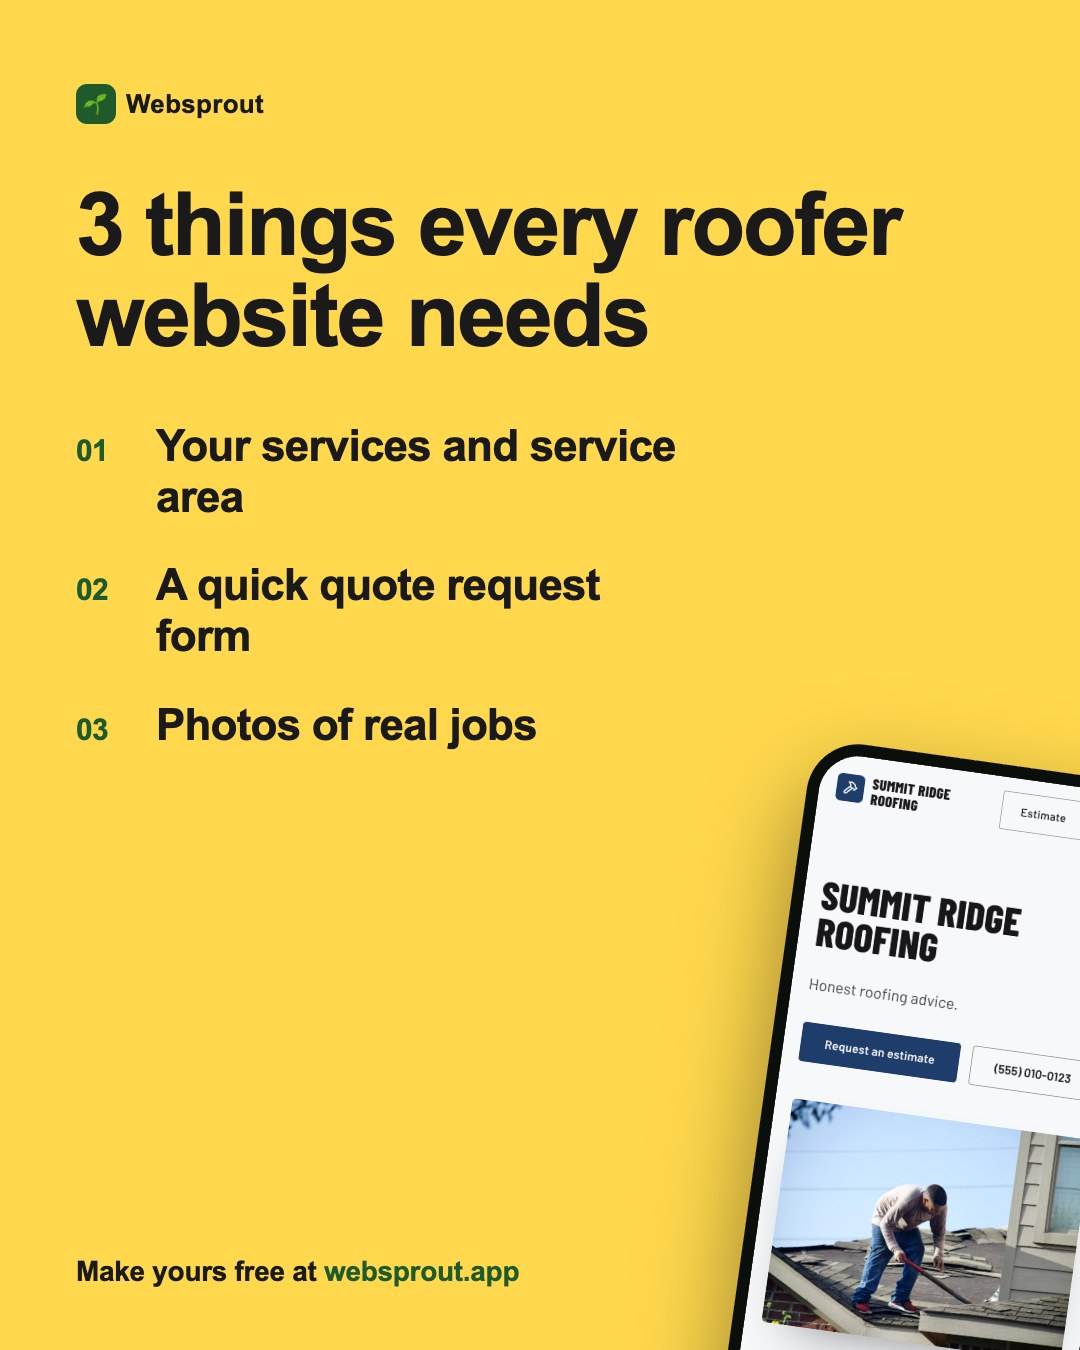 Websprout
3 things every roofer
website needs
01 Your services and service
area
02 A quick quote request
form
03 Photos of real jobs
SUMMIT RIDGE
ROOFING
Estimate
SUMMIT RIDGE
ROOFING
Honest roofing advice.
Request an estimate
(555) 010-0123
Make yours free at websprout.app